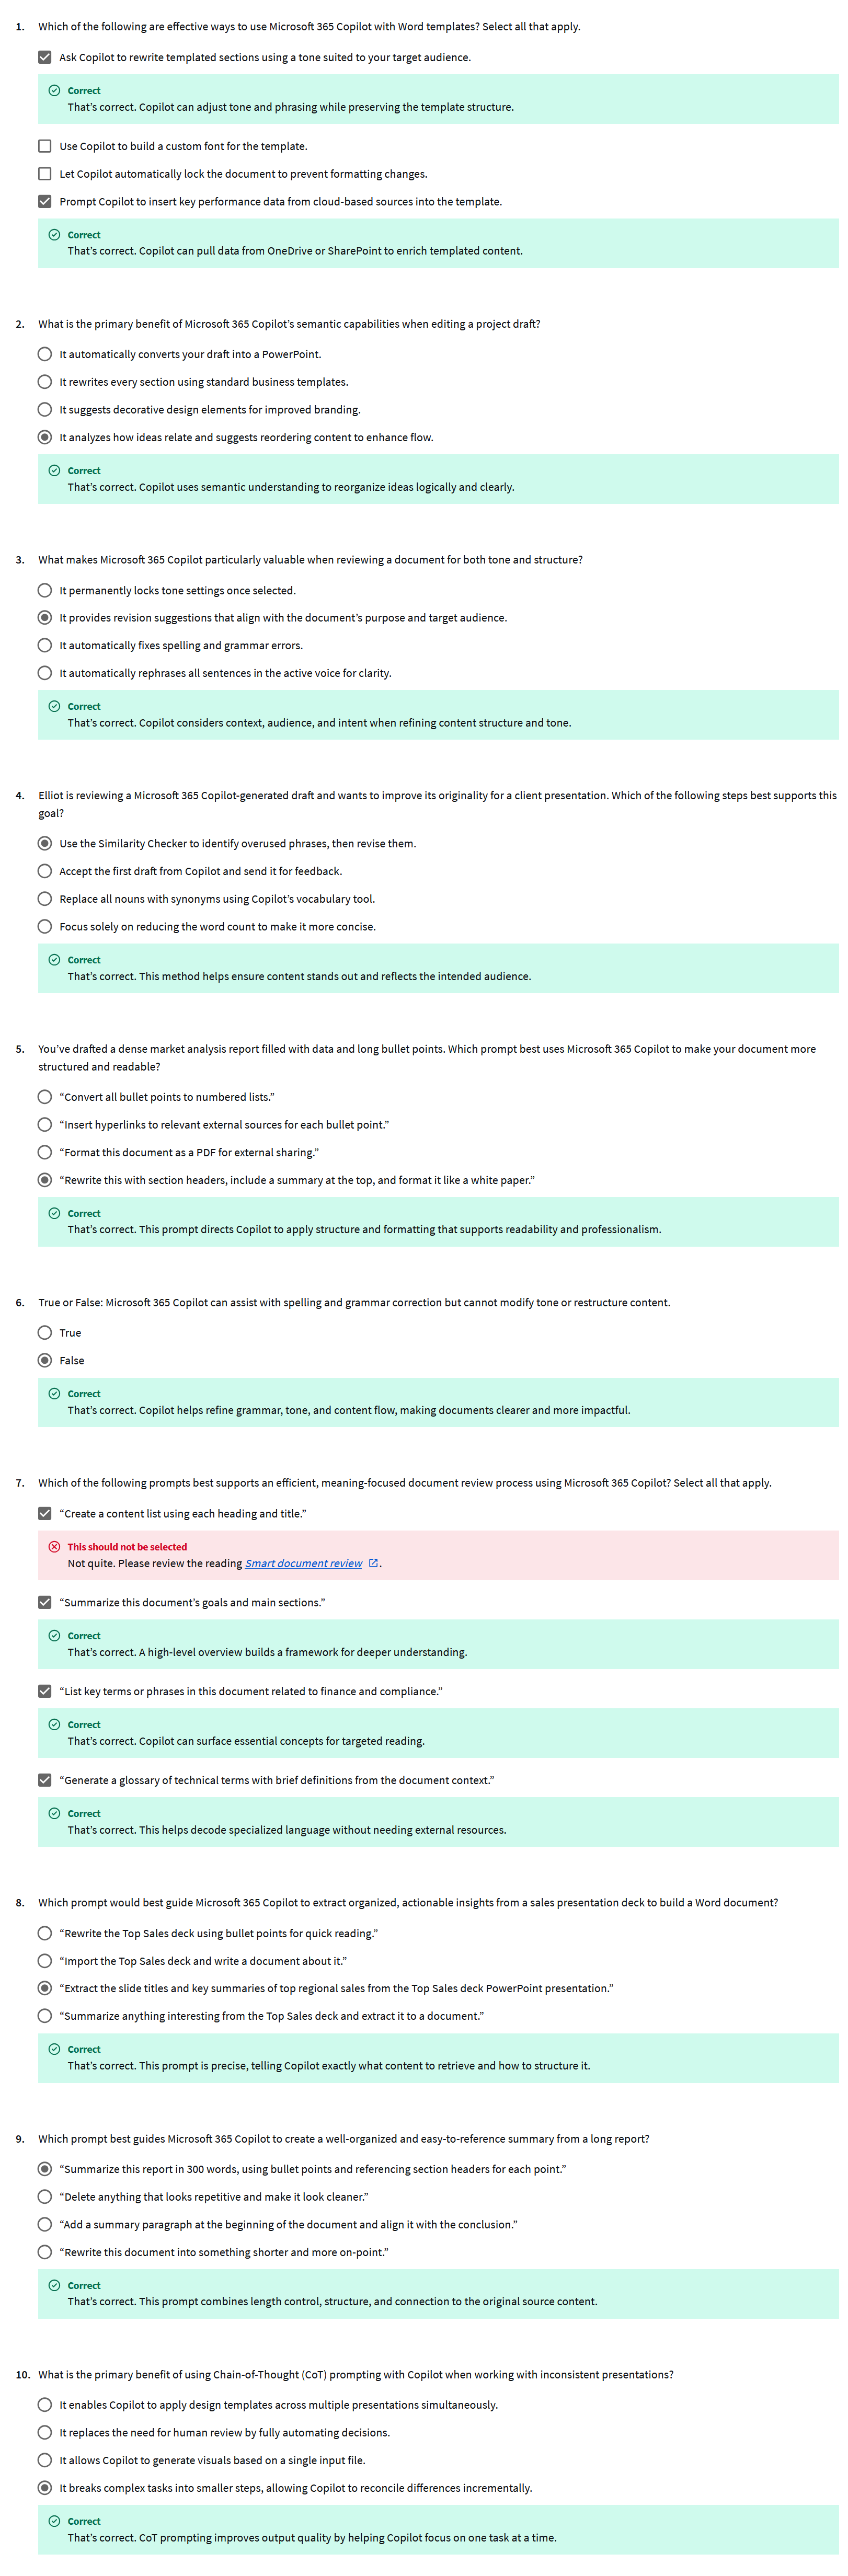 1. Which of the following are effective ways to use Microsoft 365 Copilot with Word templates? Select all that apply.
Ask Copilot to rewrite templated sections using a tone suited to your target audience.
Correct
That’s correct. Copilot can adjust tone and phrasing while preserving the template structure.
Use Copilot to build a custom font for the template.
Let Copilot automatically lock the document to prevent formatting changes.
Prompt Copilot to insert key performance data from cloud-based sources into the template.
Correct
That’s correct. Copilot can pull data from OneDrive or SharePoint to enrich templated content.
2. What is the primary benefit of Microsoft 365 Copilot’s semantic capabilities when editing a project draft?
It automatically converts your draft into a PowerPoint.
It rewrites every section using standard business templates.
It suggests decorative design elements for improved branding.
It analyzes how ideas relate and suggests reordering content to enhance flow.
Correct
That’s correct. Copilot uses semantic understanding to reorganize ideas logically and clearly.
3. What makes Microsoft 365 Copilot particularly valuable when reviewing a document for both tone and structure?
It permanently locks tone settings once selected.
It provides revision suggestions that align with the document’s purpose and target audience.
It automatically fixes spelling and grammar errors.
It automatically rephrases all sentences in the active voice for clarity.
Correct
That’s correct. Copilot considers context, audience, and intent when refining content structure and tone.
4. Elliot is reviewing a Microsoft 365 Copilot-generated draft and wants to improve its originality for a client presentation. Which of the following steps best supports this
goal?
Use the Similarity Checker to identify overused phrases, then revise them.
Accept the first draft from Copilot and send it for feedback.
Replace all nouns with synonyms using Copilot’s vocabulary tool.
Focus solely on reducing the word count to make it more concise.
Correct
That’s correct. This method helps ensure content stands out and reflects the intended audience.
5. You’ve drafted a dense market analysis report filled with data and long bullet points. Which prompt best uses Microsoft 365 Copilot to make your document more
structured and readable?
“Convert all bullet points to numbered lists.”
“Insert hyperlinks to relevant external sources for each bullet point.”
“Format this document as a PDF for external sharing.”
“Rewrite this with section headers, include a summary at the top, and format it like a white paper.”
Correct
That’s correct. This prompt directs Copilot to apply structure and formatting that supports readability and professionalism.
6. True or False: Microsoft 365 Copilot can assist with spelling and grammar correction but cannot modify tone or restructure content.
True
False
Correct
That’s correct. Copilot helps refine grammar, tone, and content flow, making documents clearer and more impactful.
7. Which of the following prompts best supports an efficient, meaning-focused document review process using Microsoft 365 Copilot? Select all that apply.
“Create a content list using each heading and title.”
This should not be selected
Not quite. Please review the reading Smart document review.
“Summarize this document’s goals and main sections.”
Correct
That’s correct. A high-level overview builds a framework for deeper understanding.
“List key terms or phrases in this document related to finance and compliance.”
Correct
That’s correct. Copilot can surface essential concepts for targeted reading.
“Generate a glossary of technical terms with brief definitions from the document context.”
Correct
That’s correct. This helps decode specialized language without needing external resources.
8. Which prompt would best guide Microsoft 365 Copilot to extract organized, actionable insights from a sales presentation deck to build a Word document?
“Rewrite the Top Sales deck using bullet points for quick reading.”
“Import the Top Sales deck and write a document about it.”
“Extract the slide titles and key summaries of top regional sales from the Top Sales deck PowerPoint presentation.”
“Summarize anything interesting from the Top Sales deck and extract it to a document.”
Correct
That’s correct. This prompt is precise, telling Copilot exactly what content to retrieve and how to structure it.
9. Which prompt best guides Microsoft 365 Copilot to create a well-organized and easy-to-reference summary from a long report?
“Summarize this report in 300 words, using bullet points and referencing section headers for each point.”
“Delete anything that looks repetitive and make it look cleaner.”
“Add a summary paragraph at the beginning of the document and align it with the conclusion.”
“Rewrite this document into something shorter and more on-point.”
Correct
That’s correct. This prompt combines length control, structure, and connection to the original source content.
10. What is the primary benefit of using Chain-of-Thought (CoT) prompting with Copilot when working with inconsistent presentations?
It enables Copilot to apply design templates across multiple presentations simultaneously.
It replaces the need for human review by fully automating decisions.
It allows Copilot to generate visuals based on a single input file.
It breaks complex tasks into smaller steps, allowing Copilot to reconcile differences incrementally.
Correct
That’s correct. CoT prompting improves output quality by helping Copilot focus on one task at a time.